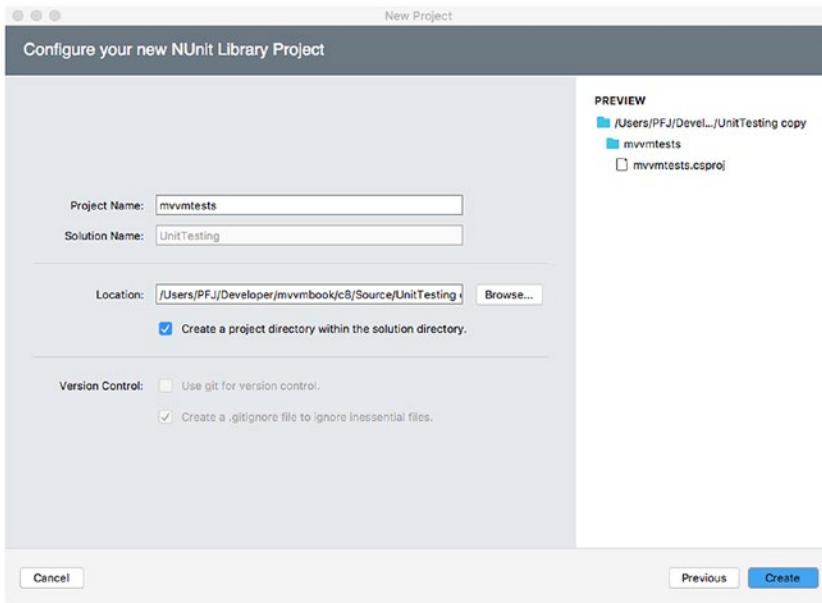 New Project
Configure your new NUnit Library Project
PREVIEW
/Users/PFJ/Devel.../UnitTesting copy
mvvmtests
mvvmtests.csproj
Project Name: mvvmtests
Solution Name: UnitTesting
Location: /Users/PFJ/Developer/mvvmbook/c8/Source/UnitTesting Browse...
Create a project directory within the solution directory.
Version Control: Use git for version control.
Create a .gitignore file to ignore inessential files.
Cancel Previous Create